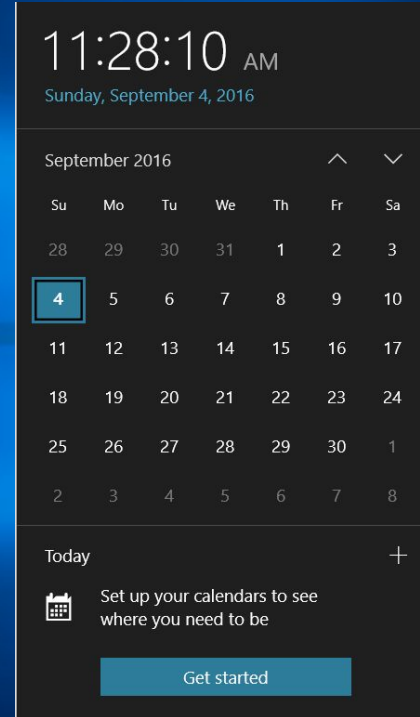 11:28:10 AM
Sunday, September 4, 2016
September 2016
Su Mo Tu We Th Fr Sa
28 29 30 31 1 2 3
4 5 6 7 8 9 10
11 12 13 14 15 16 17
18 19 20 21 22 23 24
25 26 27 28 29 30 1
2 3 4 5 6 7 8
Today
Set up your calendars to see
where you need to be
Get started